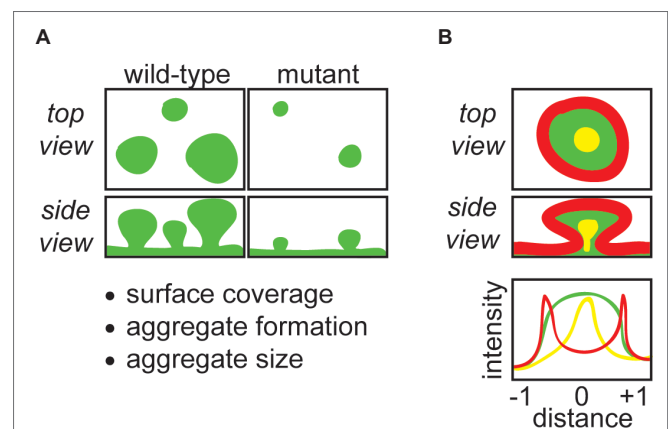 A
B
wild-type
mutant
top
view
side
view
• surface coverage
• aggregate formation
• aggregate size
top
view
side
view
intensity
-1 0 +1
distance